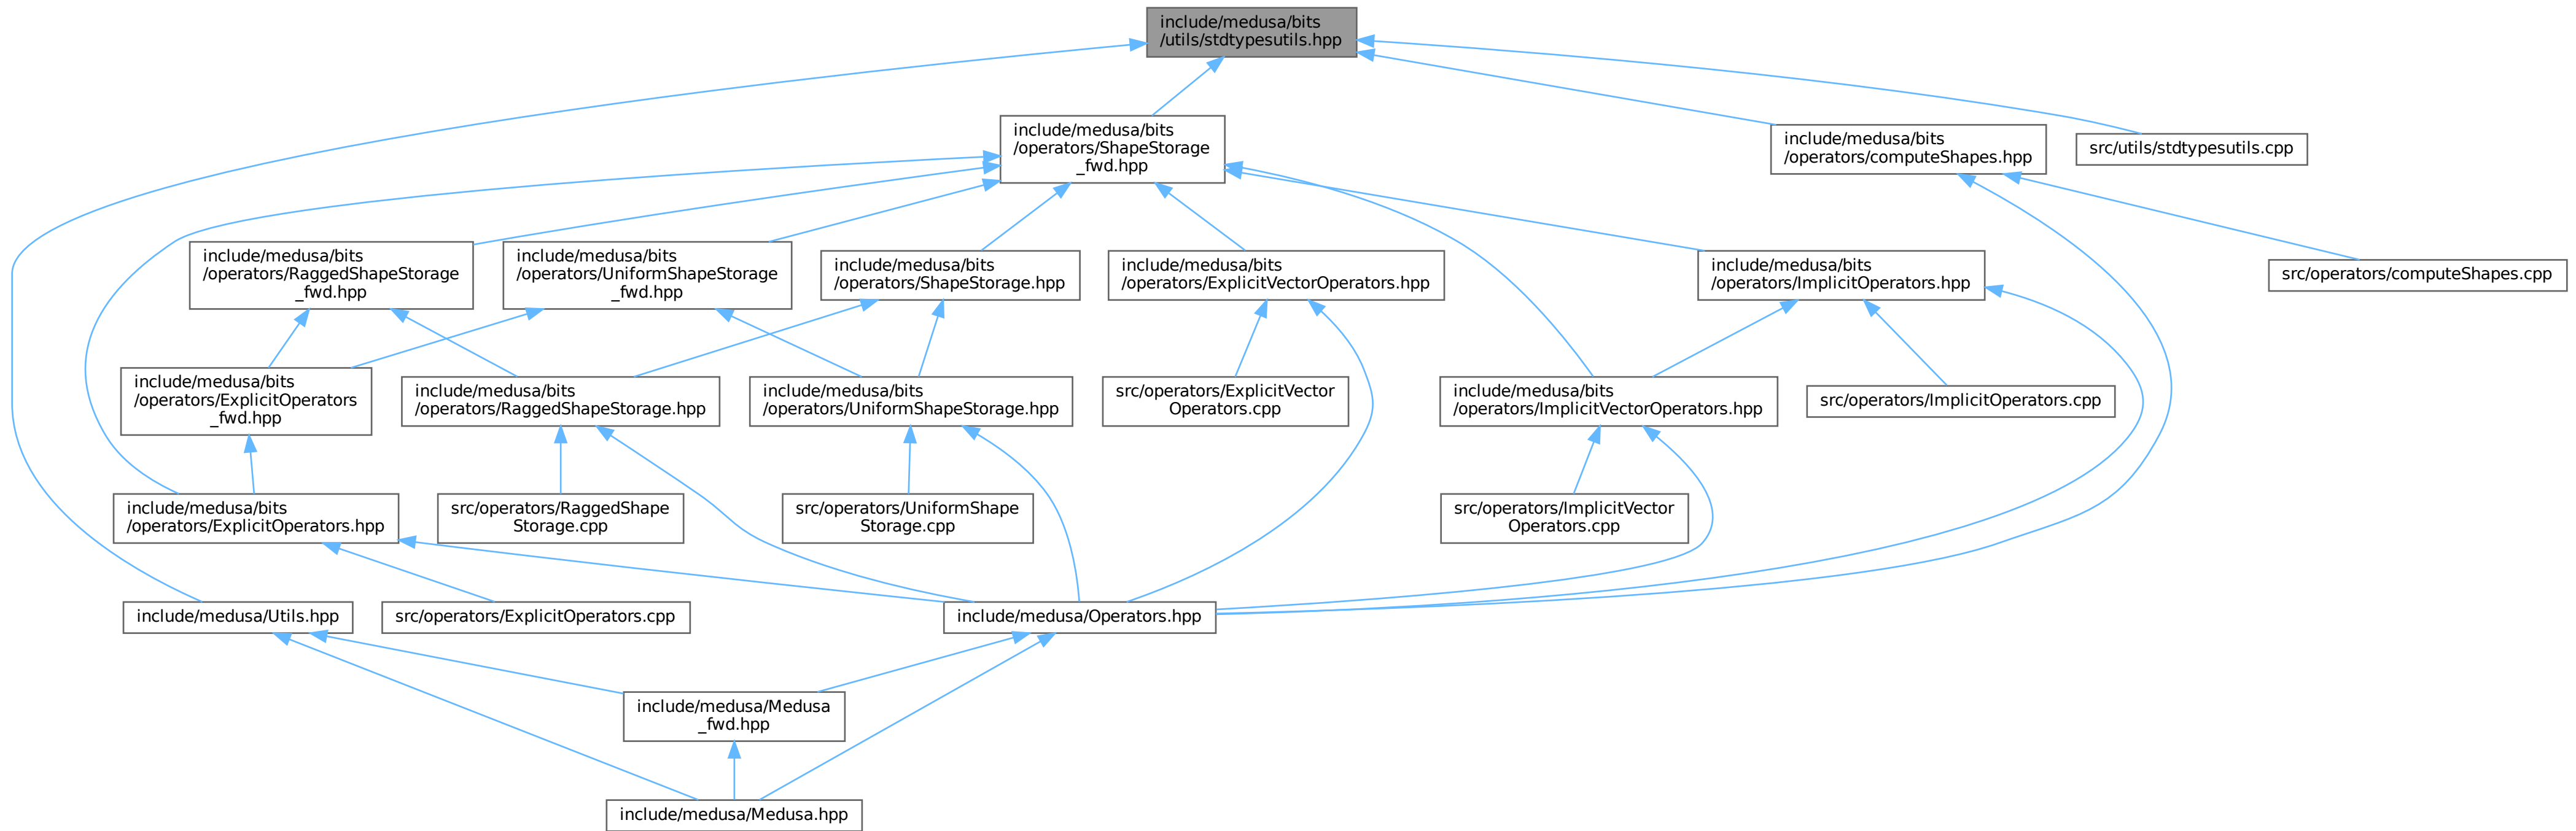 include/medusa/bits
/utils/stdtypesutils.hpp
include/medusa/bits
/operators/ShapeStorage
_fwd.hpp
include/medusa/bits
/operators/computeShapes.hpp
src/utils/stdtypesutils.cpp
include/medusa/bits
/operators/RaggedShapeStorage
_fwd.hpp
include/medusa/bits
/operators/UniformShapeStorage
_fwd.hpp
include/medusa/bits
/operators/ShapeStorage.hpp
include/medusa/bits
/operators/ExplicitVectorOperators.hpp
include/medusa/bits
/operators/ImplicitOperators.hpp
src/operators/computeShapes.cpp
include/medusa/bits
/operators/ExplicitOperators
_fwd.hpp
include/medusa/bits
/operators/RaggedShapeStorage.hpp
include/medusa/bits
/operators/UniformShapeStorage.hpp
src/operators/ExplicitVector
Operators.cpp
include/medusa/bits
/operators/ImplicitVectorOperators.hpp
src/operators/ImplicitOperators.cpp
include/medusa/bits
/operators/ExplicitOperators.hpp
src/operators/RaggedShape
Storage.cpp
src/operators/UniformShape
Storage.cpp
src/operators/ImplicitVector
Operators.cpp
include/medusa/Utils.hpp
src/operators/ExplicitOperators.cpp
include/medusa/Operators.hpp
include/medusa/Medusa
_fwd.hpp
include/medusa/Medusa.hpp